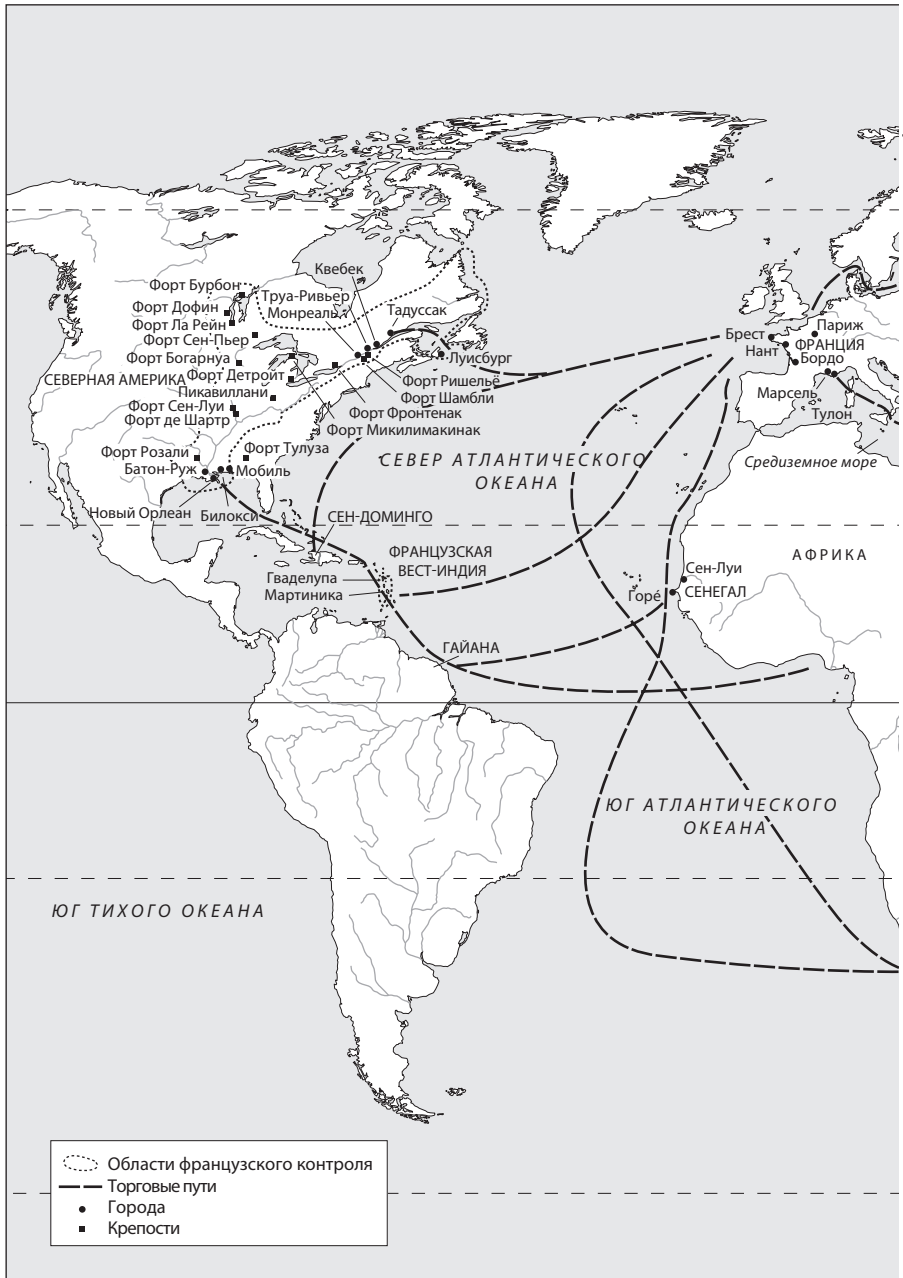 Квебек
Форт Бурбон
Труа-Ривьер
Форт Дофин
Монреаль
Тадуссак
Форт Ла Рейн
Форт Сен-Пьер
Форт Богарнуа
Луисбург
СЕВЕРНАЯ АМЕРИКА
Форт Детройт
Форт Ришельё
Пикавиллани
Форт Шамбли
Форт Сен-Луи
Форт Фронтенак
Форт де Шартр
Форт Микилимакинак
Форт Розали
Форт Тулуза
Батон-Руж
Мобиль
Новый Орлеан
Билокси
Брест
Париж
Нант
ФРАНЦИЯ
Бордо
Марсель
Тулон
СЕВЕР АТЛАНТИЧЕСКОГО
ОКЕАНА
Средиземное море
СЕН-ДОМИНГО
ФРАНЦУЗСКАЯ
ВЕСТ-ИНДИЯ
Гваделупа
Мартиника
АФРИКА
Сен-Луи
Горе́
СЕНЕГАЛ
ГАЙАНА
ЮГ АТЛАНТИЧЕСКОГО
ОКЕАНА
ЮГ ТИХОГО ОКЕАНА
Области французского контроля
Торговые пути
Города
Крепости